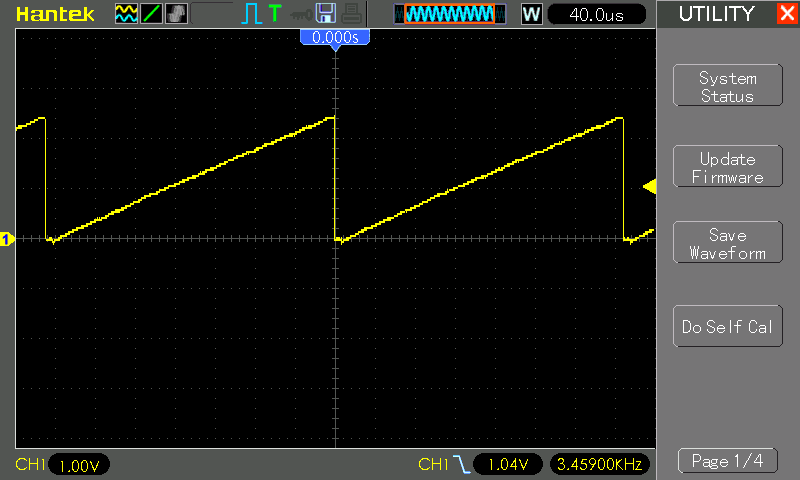 Hantek
T
W
40.0us
UTILITY
0.000s
System
Status
Update
Firmware
Save
Waveform
Do Self Cal
Page 1/4
1
CH1 1.00V
CH1 1.04V 3.45900KHz